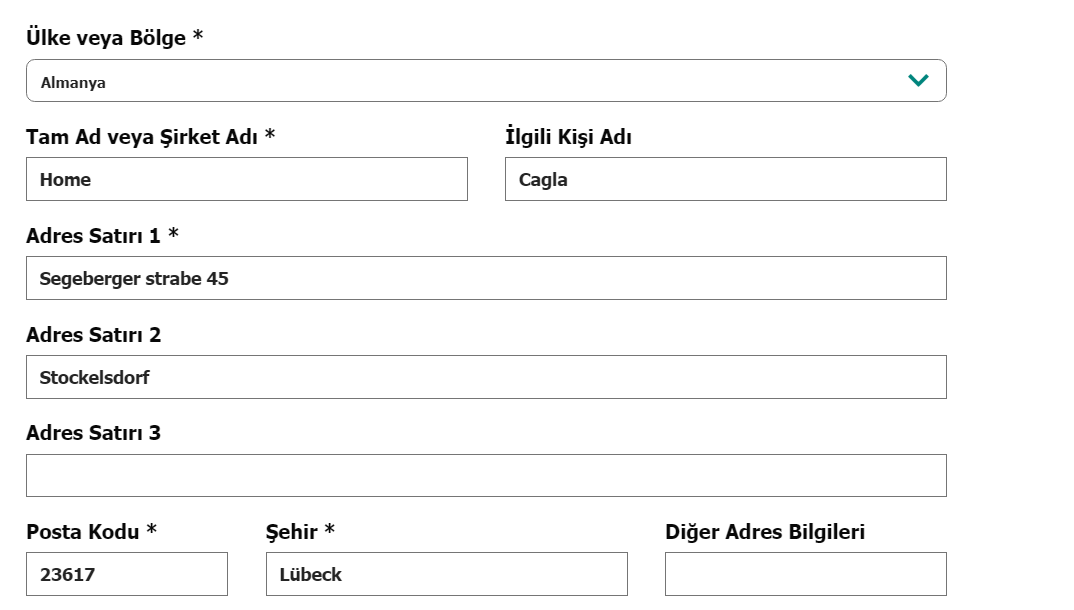 Ülke veya Bölge *
Almanya
Tam Ad veya Şirket Adı * İlgili Kişi Adı
Home Cagla
Adres Satırı 1 *
Segeberger strabe 45
Adres Satırı 2
Stockelsdorf
Adres Satırı 3
Posta Kodu * Şehir * Diğer Adres Bilgileri
23617 Lübeck